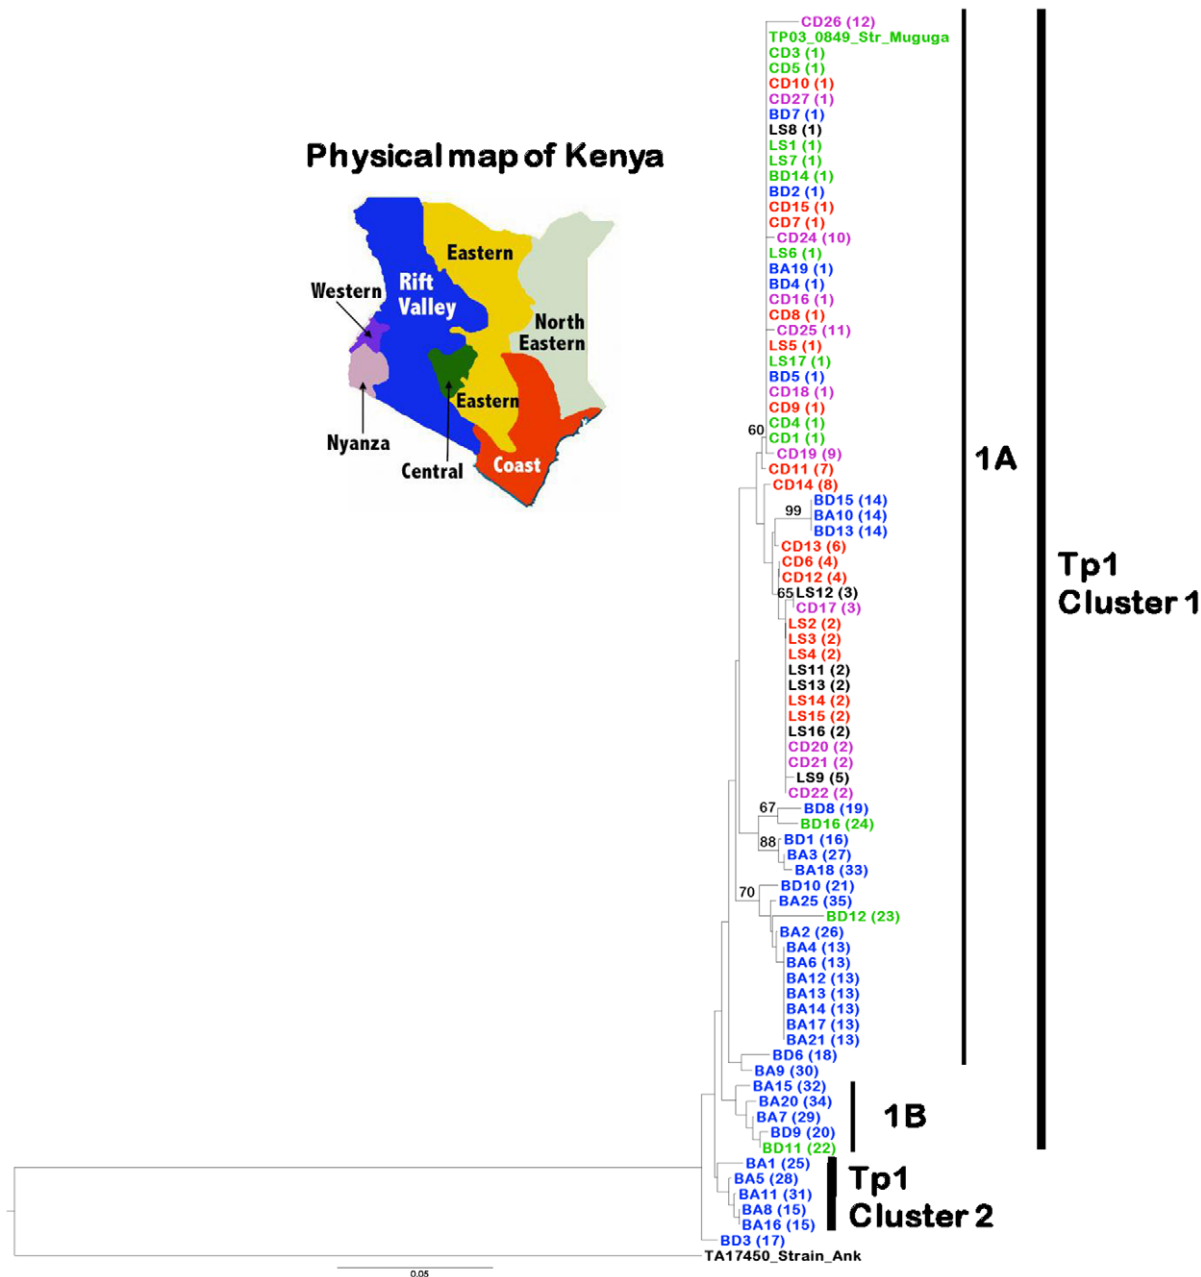 Physical map of Kenya
Eastern
Rift
Valley
Western
North
Eastern
Eastern
Nyanza
Central
Coast
CD26 (12)
TP03_0849_Str_Muguga
CD3 (1)
CD5 (1)
CD10 (1)
CD27 (1)
BD7 (1)
LS8 (1)
LS1 (1)
LS7 (1)
BD14 (1)
BD2 (1)
CD15 (1)
CD7 (1)
CD24 (10)
LS6 (1)
BA19 (1)
BD4 (1)
CD16 (1)
CD8 (1)
CD25 (11)
LS5 (1)
LS17 (1)
BD5 (1)
CD18 (1)
CD9 (1)
CD4 (1)
60
CD1 (1)
CD19 (9)
CD11 (7)
CD14 (8)
BD15 (14)
99
BA10 (14)
BD13 (14)
CD13 (6)
CD6 (4)
CD12 (4)
65
LS12 (3)
CD17 (3)
LS2 (2)
LS3 (2)
LS4 (2)
LS11 (2)
LS13 (2)
LS14 (2)
LS15 (2)
LS16 (2)
CD20 (2)
CD21 (2)
LS9 (5)
CD22 (2)
67
BD8 (19)
BD16 (24)
88
BD1 (16)
BA3 (27)
BA18 (33)
70
BD10 (21)
BA25 (35)
BD12 (23)
BA2 (26)
BA4 (13)
BA6 (13)
BA12 (13)
BA13 (13)
BA14 (13)
BA17 (13)
BA21 (13)
BD6 (18)
BA9 (30)
BA15 (32)
BA20 (34)
BA7 (29)
BD9 (20)
BD11 (22)
BA1 (25)
BA5 (28)
BA11 (31)
BA8 (15)
BA16 (15)
BD3 (17)
TA17450_Strain_Ank
0.05
1A
1B
Tp1
Cluster 1
Tp1
Cluster 2